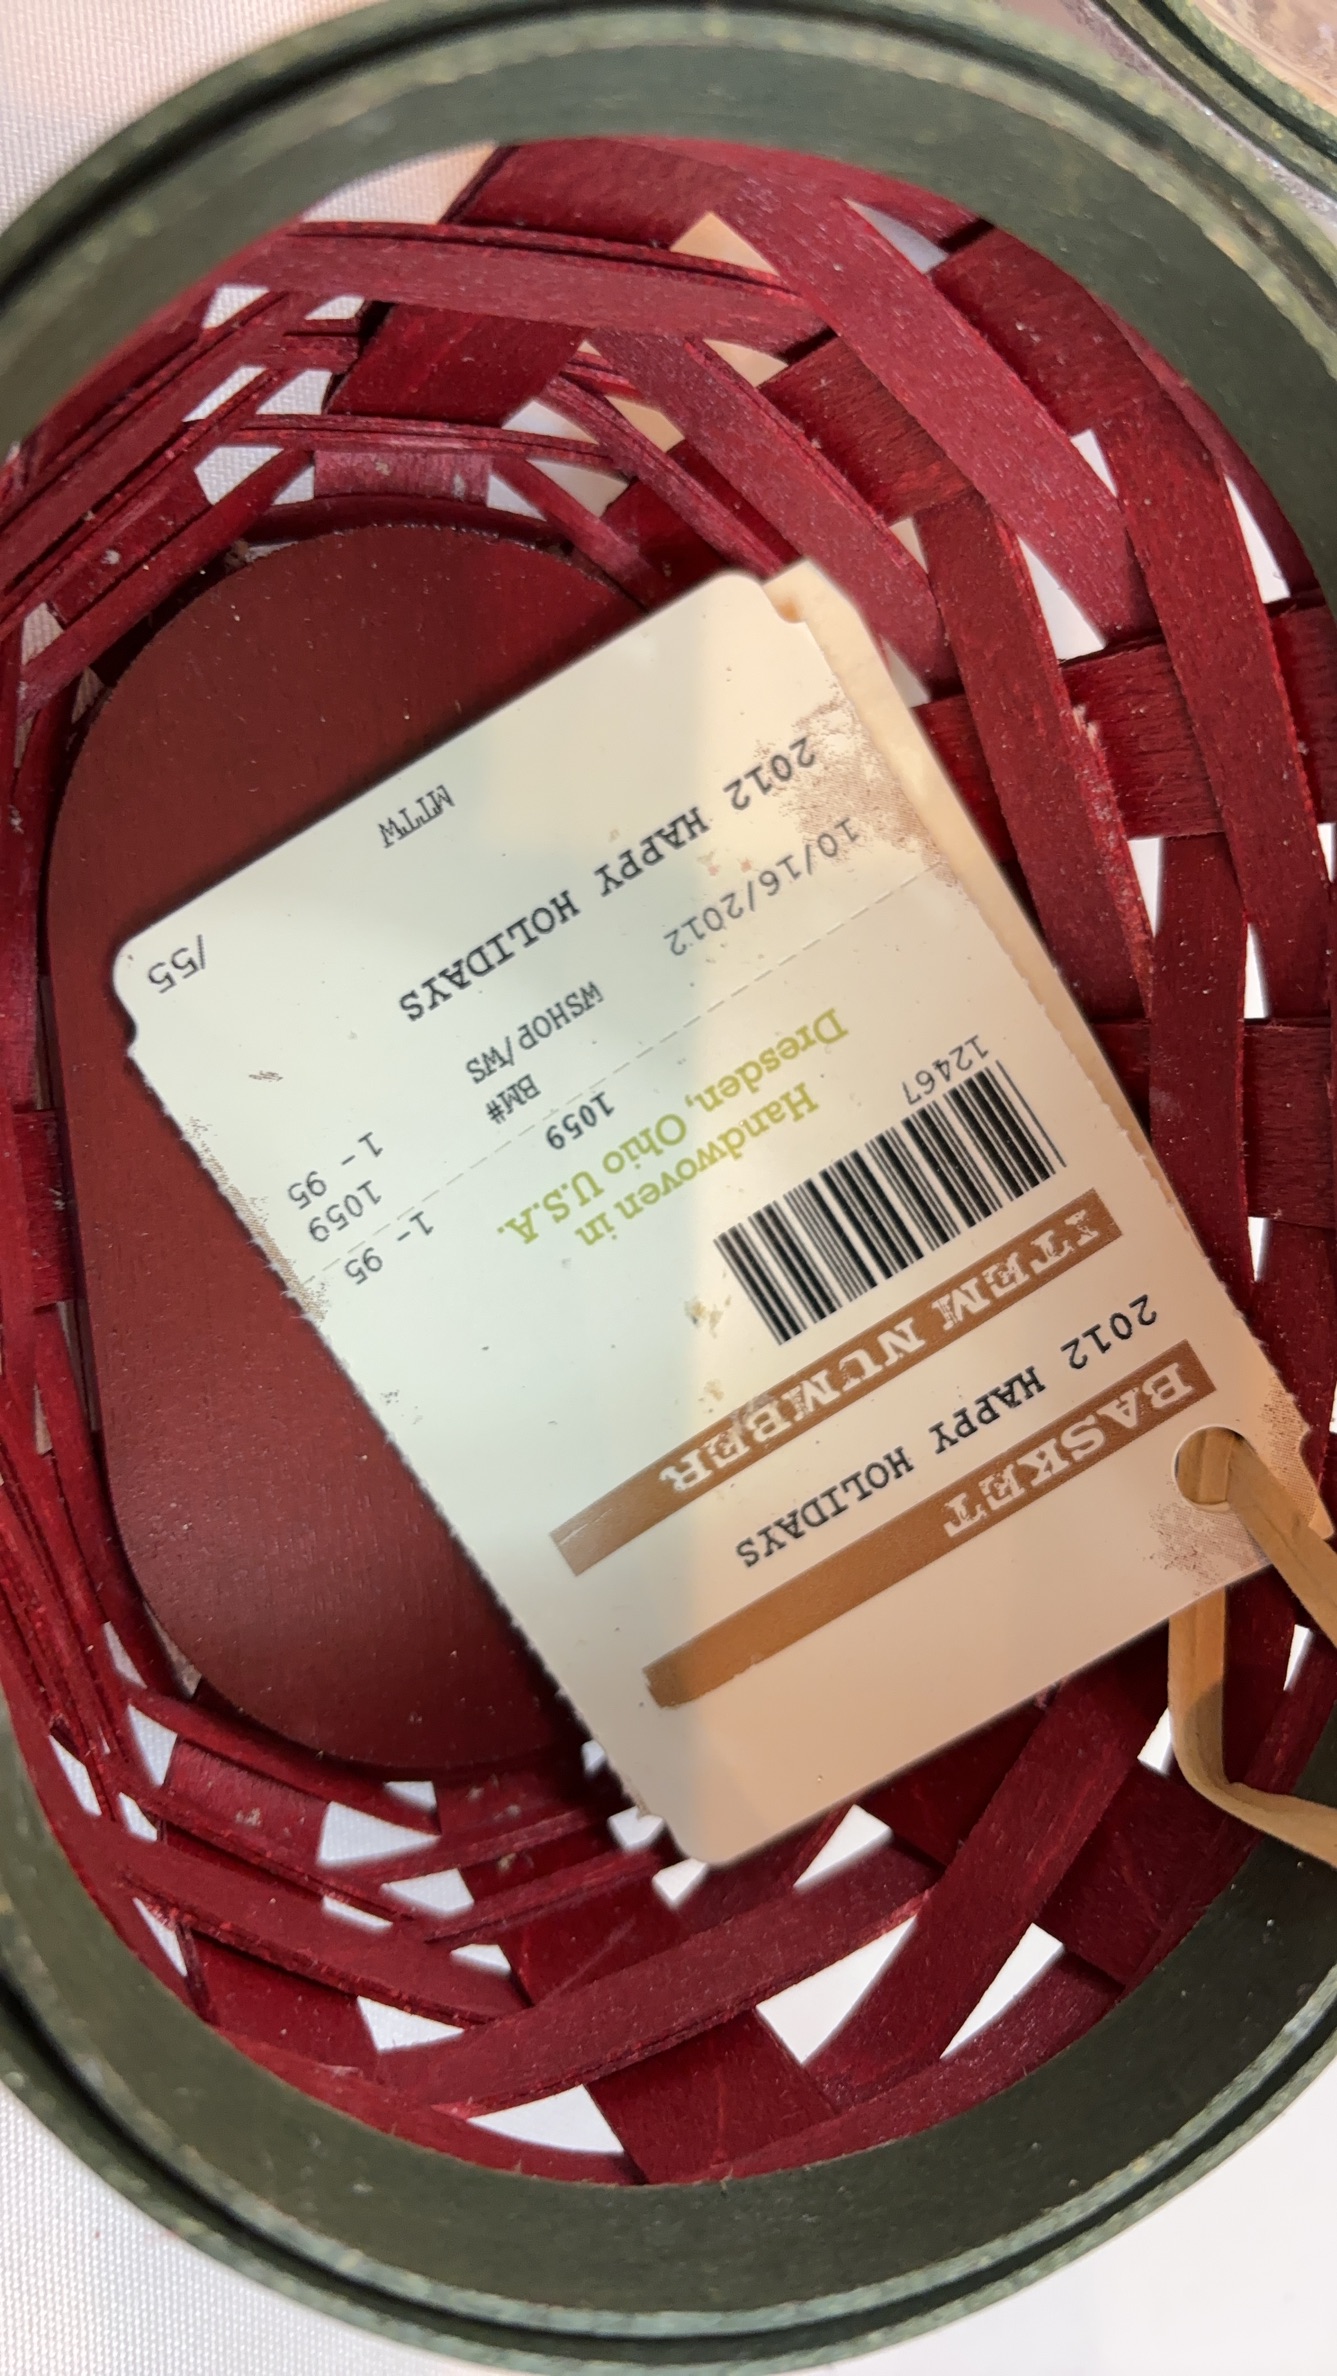 BASKET
2012 HAPPY HOLIDAYS
ITEM NUMBER
12467
Handwoven in
Dresden, Ohio U.S.A.
1059
1- 95
10/16/2012
WSHOP/WS
BM#
1059
1- 95
2012 HAPPY HOLIDAYS
MTTW
/55